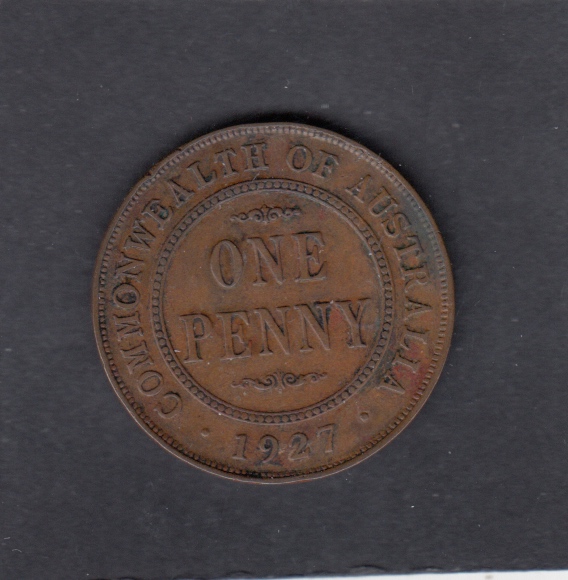 COMMONWEALTH OF AUSTRALIA
ONE
PENNY
· 1927 ·